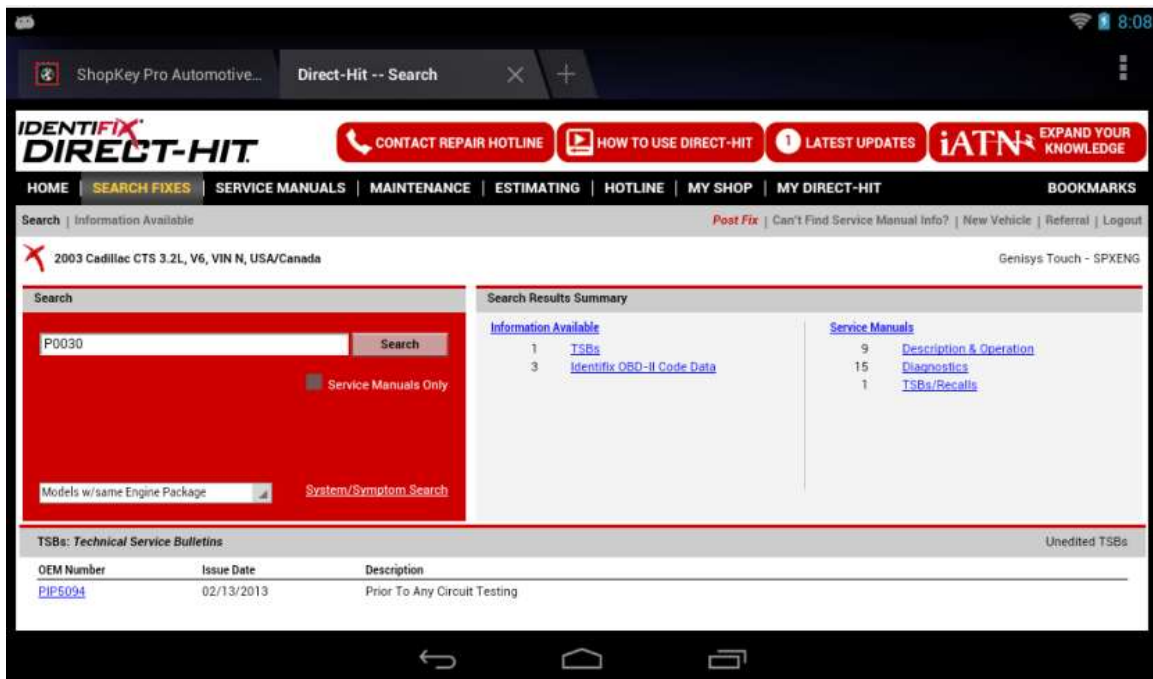 8:08
ShopKey Pro Automotive...
Direct-Hit -- Search
IDENTIFIX
DIRECT-HIT
CONTACT REPAIR HOTLINE
HOW TO USE DIRECT-HIT
1 LATEST UPDATES
iATN EXPAND YOUR KNOWLEDGE
HOME | SEARCH FIXES | SERVICE MANUALS | MAINTENANCE | ESTIMATING | HOTLINE | MY SHOP | MY DIRECT-HIT BOOKMARKS
Search | Information Available
Post Fix | Can't Find Service Manual Info? | New Vehicle | Referral | Logout
2003 Cadillac CTS 3.2L, V6, VIN N, USA/Canada
Genisys Touch - SPXENG
Search
P0030
Search
Service Manuals Only
Models w/same Engine Package
System/Symptom Search
Search Results Summary
Information Available
1 TSBs
3 Identifix OBD-II Code Data
Service Manuals
9 Description & Operation
15 Diagnostics
1 TSBs/Recalls
TSBs: Technical Service Bulletins
Unedited TSBs
OEM Number Issue Date Description
PIP5094 02/13/2013 Prior To Any Circuit Testing